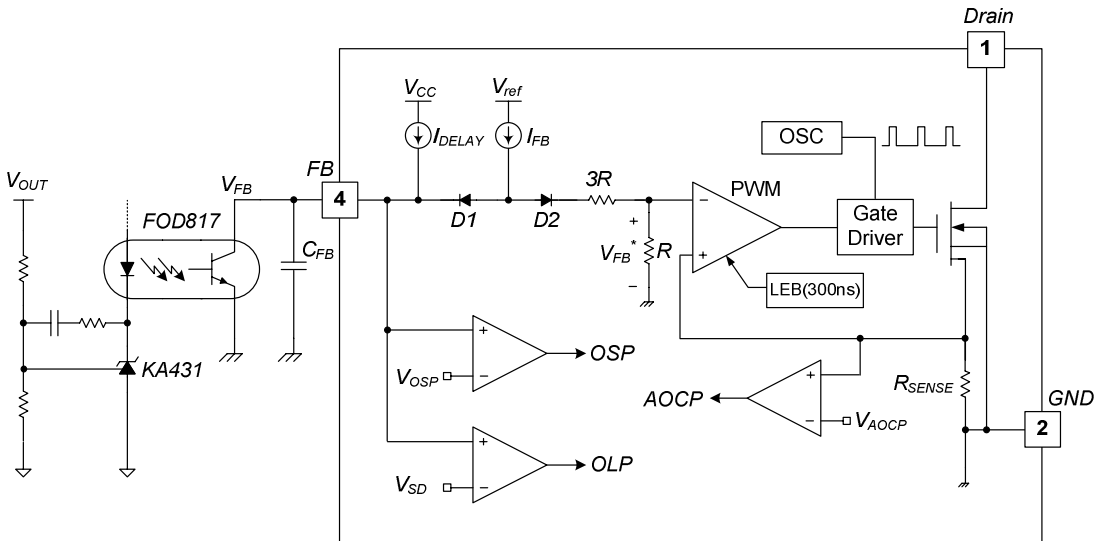 Drain
1
V_CC
V_ref
I_DELAY
I_FB
OSC
FB
4
V_FB
V_OUT
FOD817
C_FB
D1
D2
3R
+
V_FB*
−
R
PWM
−
+
Gate
Driver
LEB(300ns)
KA431
+
V_OSP
−
OSP
AOCP
+
−
V_AOCP
R_SENSE
GND
2
+
V_SD
−
OLP